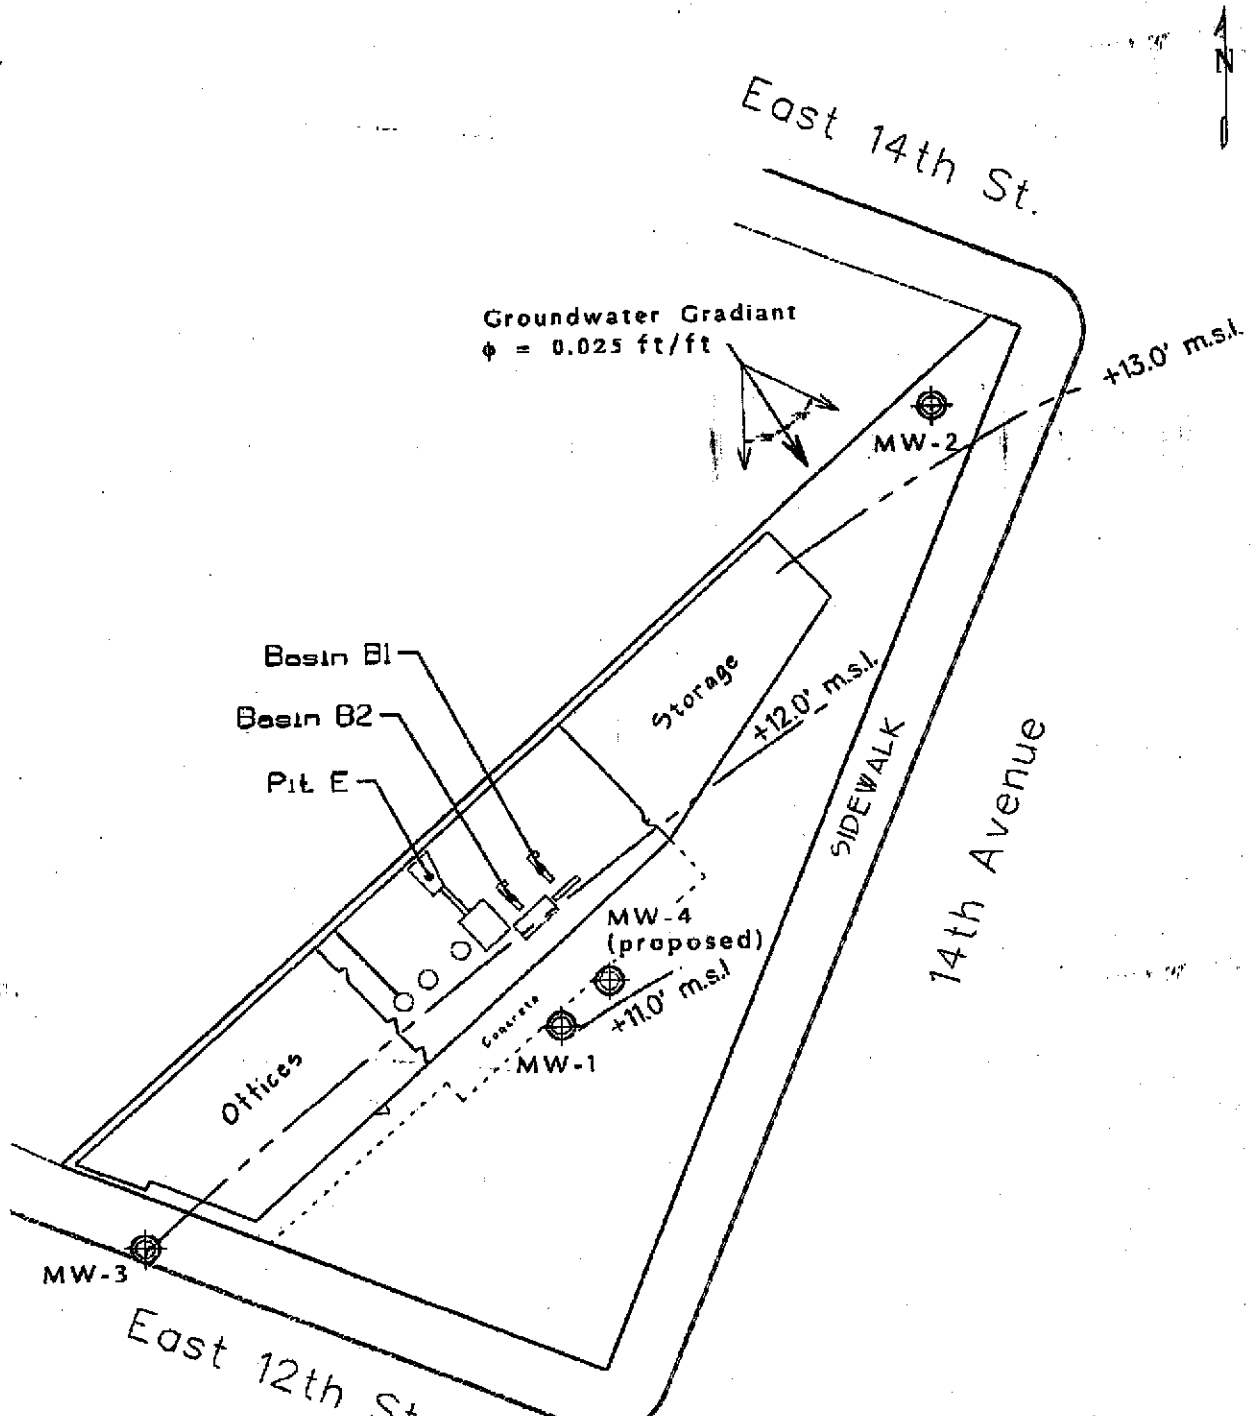 N
East 14th St.
Groundwater Gradiant
φ = 0.025 ft/ft
+13.0' m.s.l.
MW-2
Basin B1
Storage
Basin B2
+12.0' m.s.l.
Pit E
SIDEWALK
14th Avenue
MW-4
(proposed)
+11.0' m.s.l
Concrete
MW-1
Offices
MW-3
East 12th St